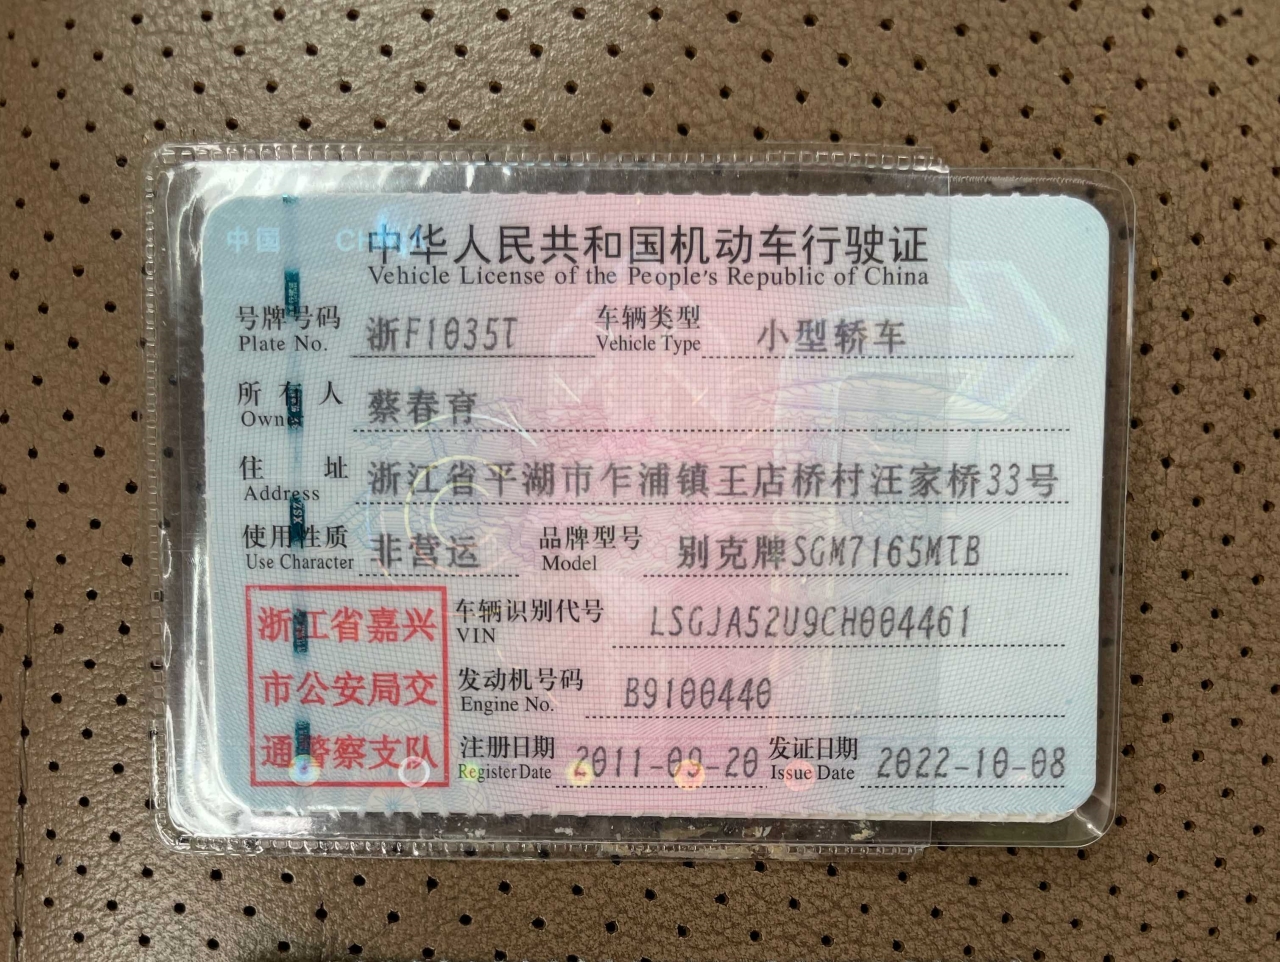 中国 CHINA
中华人民共和国机动车行驶证
Vehicle License of the People's Republic of China
号牌号码 浙F1035T 车辆类型 小型轿车
Plate No. Vehicle Type
所有人 蔡春育
Owner
住址 浙江省平湖市乍浦镇王店桥村汪家桥33号
Address
使用性质 非营运 品牌型号 别克牌SGM7165MTB
Use Character Model
浙江省嘉兴
市公安局交
通警察支队
车辆识别代号 LSGJA52U9CH004461
VIN
发动机号码 B9100440
Engine No.
注册日期 2011-09-20 发证日期 2022-10-08
Register Date Issue Date